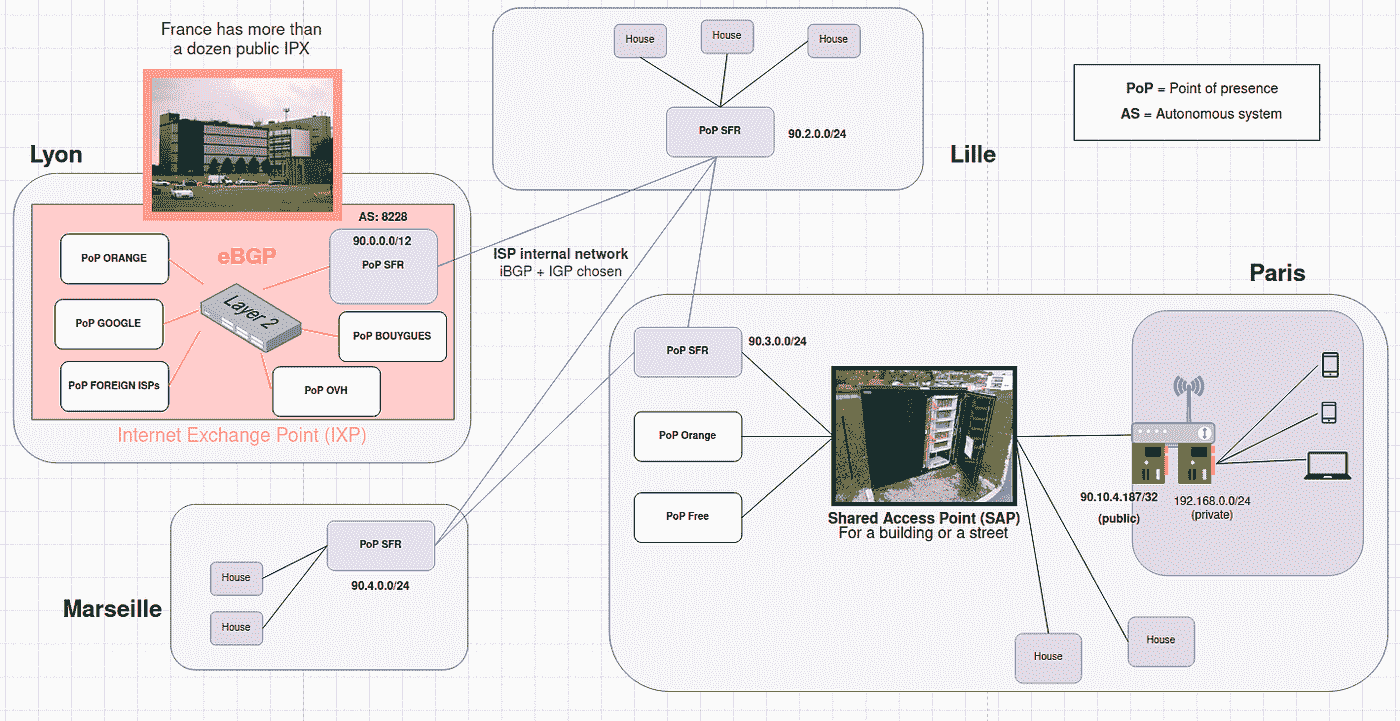 France has more than
a dozen public IPX
Lyon
AS: 8228
90.0.0.0/12
PoP SFR
PoP ORANGE
eBGP
PoP GOOGLE
Layer 2
PoP BOUYGUES
PoP FOREIGN ISPs
PoP OVH
Internet Exchange Point (IXP)
House
House
House
PoP SFR
90.2.0.0/24
Lille
PoP = Point of presence
AS = Autonomous system
ISP internal network
iBGP + IGP chosen
Paris
PoP SFR
90.3.0.0/24
PoP Orange
PoP Free
Shared Access Point (SAP)
For a building or a street
90.10.4.187/32
(public)
192.168.0.0/24
(private)
House
House
Marseille
PoP SFR
90.4.0.0/24
House
House